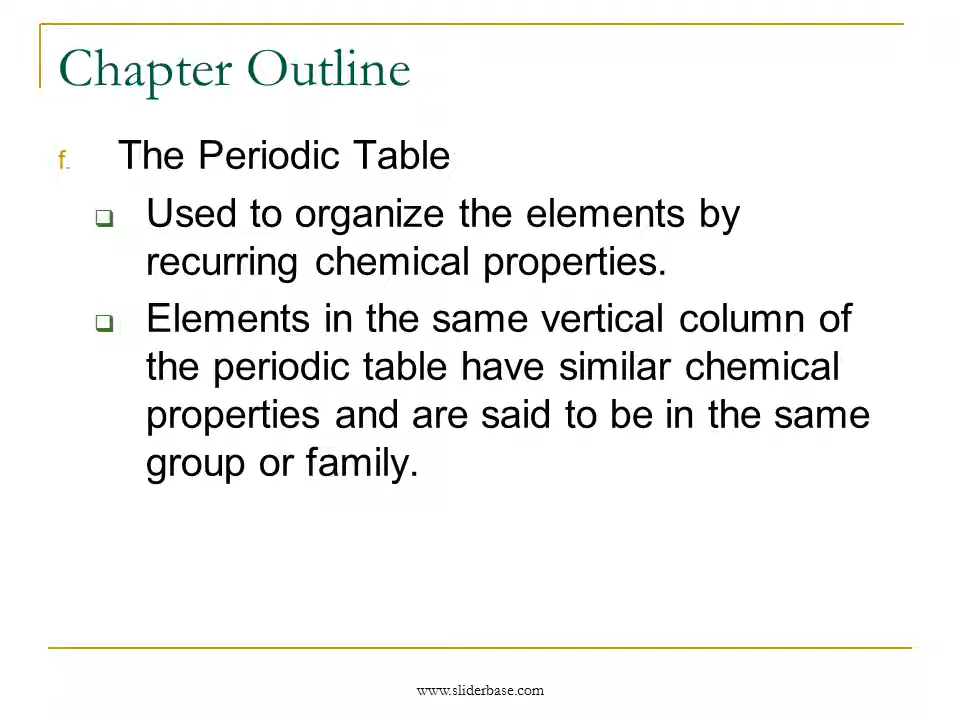 Chapter Outline
f. The Periodic Table
❑ Used to organize the elements by
recurring chemical properties.
❑ Elements in the same vertical column of
the periodic table have similar chemical
properties and are said to be in the same
group or family.
www.sliderbase.com